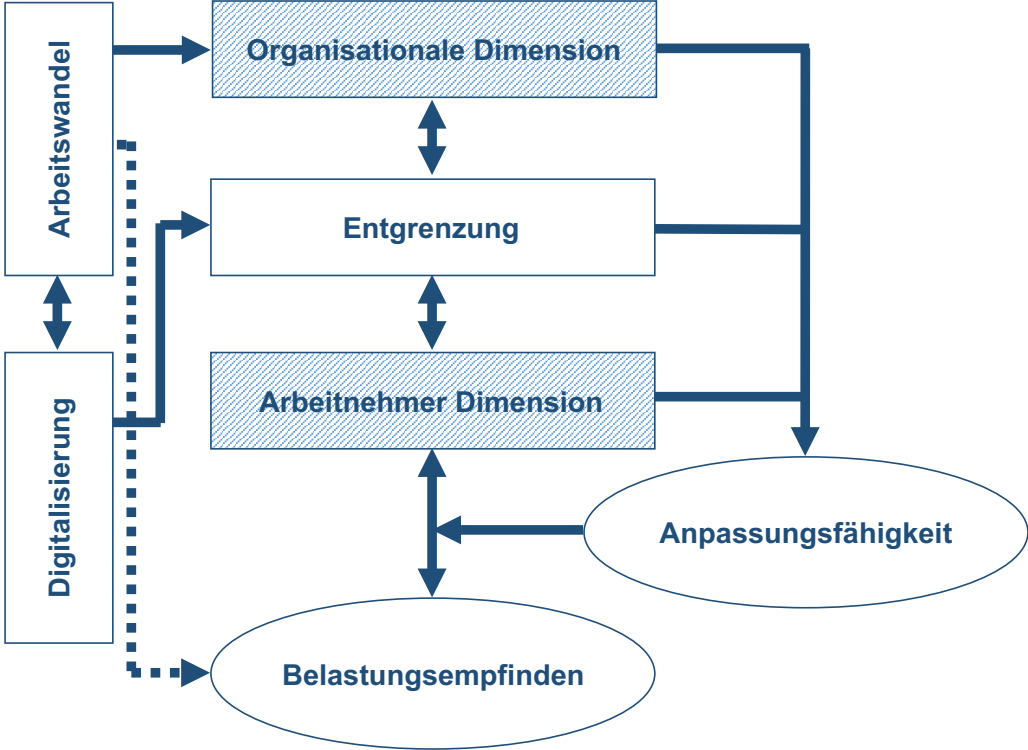 Arbeitswandel
Organisationale Dimension
Entgrenzung
Digitalisierung
Arbeitnehmer Dimension
Anpassungsfähigkeit
Belastungsempfinden